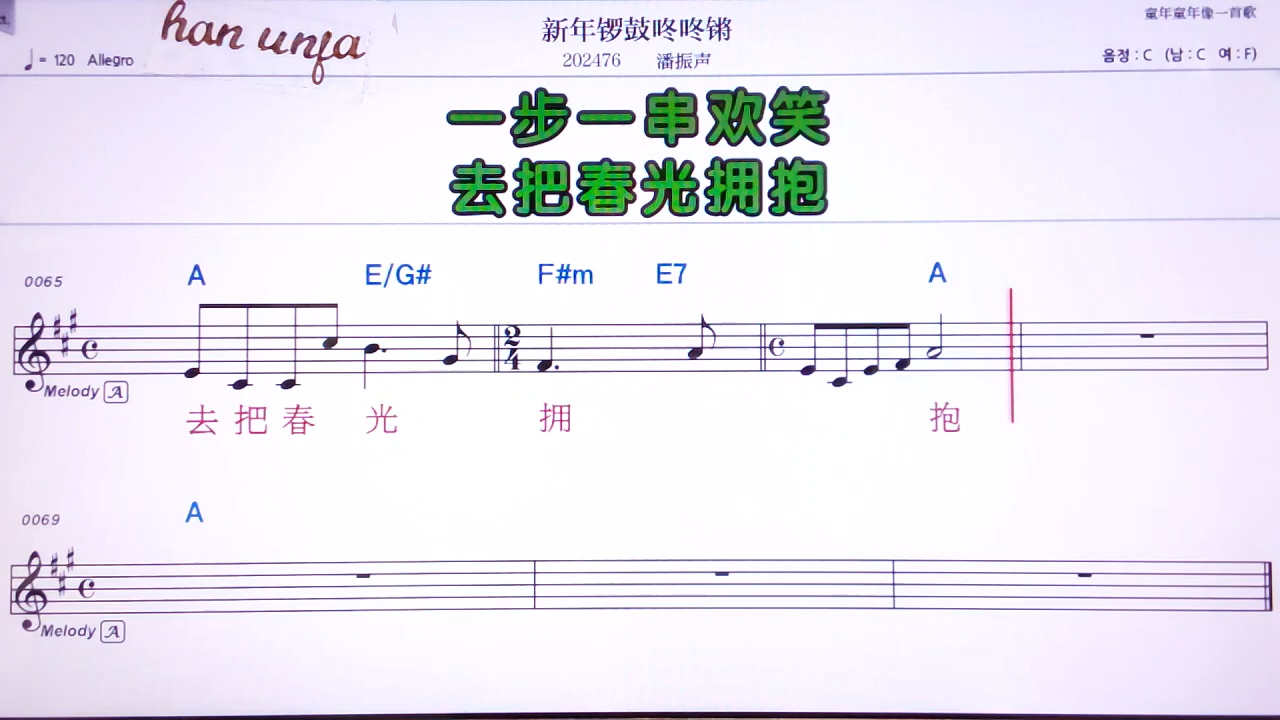 han unja
新年锣鼓咚咚锵
童年童年像一首歌
♩= 120 Allegro
202476 潘振声
음정 : C (남 : C 여 : F)
一步一串欢笑
去把春光拥抱
0065 A E/G# F#m E7 A
2
4
Melody A
去 把 春 光 拥 抱
0069 A
Melody A